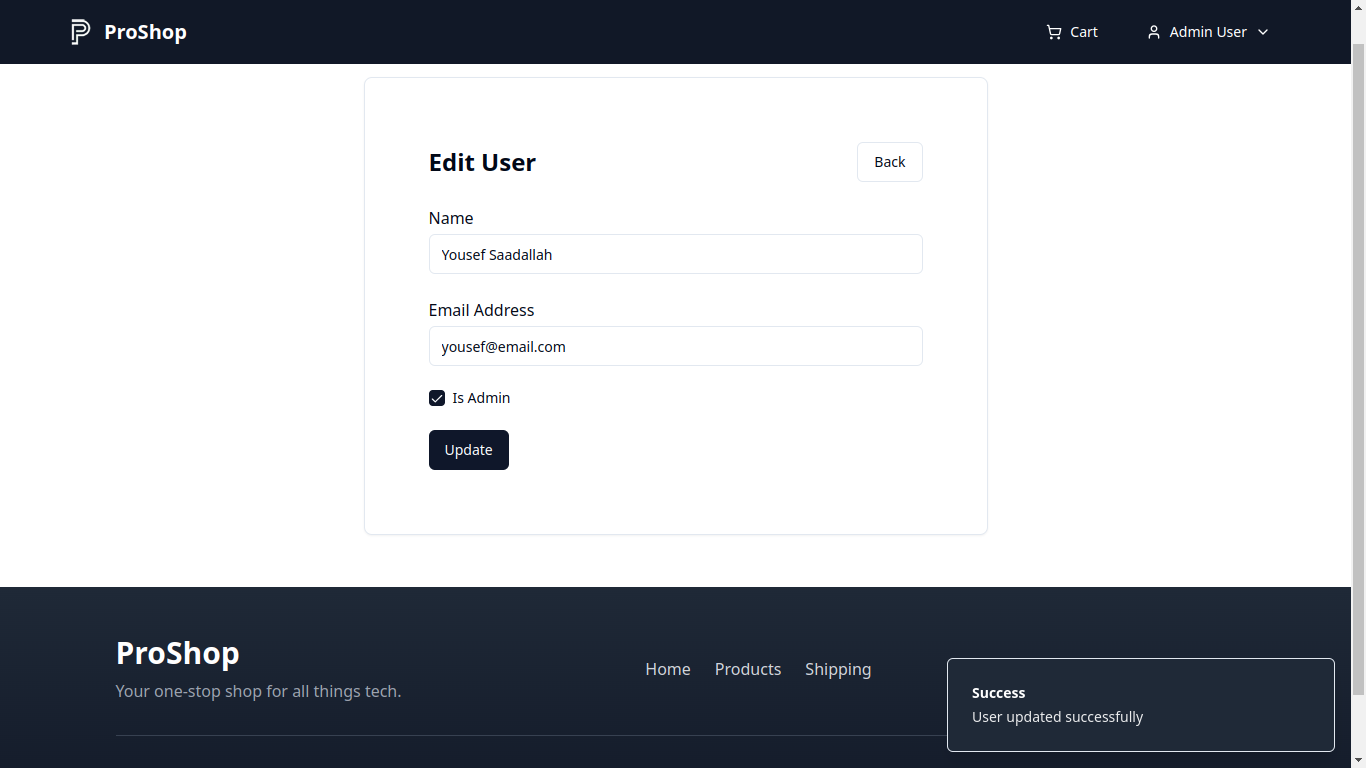 ProShop
Cart
Admin User
Edit User
Back
Name
Yousef Saadallah
Email Address
yousef@email.com
Is Admin
Update
ProShop
Your one-stop shop for all things tech.
Home
Products
Shipping
Success
User updated successfully